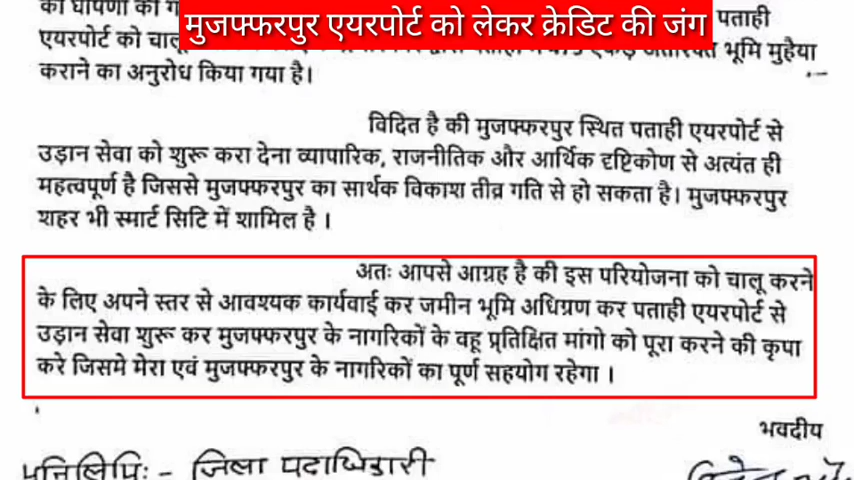 मुजफ्फरपुर एयरपोर्ट को लेकर क्रेडिट की जंग
की घोषणा की
पताही
एयरपोर्ट को चालू
भूमि मुहैया
कराने का अनुरोध किया गया है।
विदित है की मुजफ्फरपुर स्थित पताही एयरपोर्ट से
उड़ान सेवा को शुरू करा देना व्यापारिक, राजनीतिक और आर्थिक दृष्टिकोण से अत्यंत ही
महत्वपूर्ण है जिससे मुजफ्फरपुर का सार्थक विकाश तीव्र गति से हो सकता है। मुजफ्फरपुर
शहर भी स्मार्ट सिटि में शामिल है ।
अतः आपसे आग्रह है की इस परियोजना को चालू करने
के लिए अपने स्तर से आवश्यक कार्यवाई कर जमीन भूमि अधिग्रण कर पताही एयरपोर्ट से
उड़ान सेवा शुरू कर मुजफ्फरपुर के नागरिकों के वहू प्रतिक्षित मांगो को पूरा करने की कृपा
करे जिसमे मेरा एवं मुजफ्फरपुर के नागरिकों का पूर्ण सहयोग रहेगा ।
भवदीय
प्रतिलिपिः - जिला पदाधिकारी